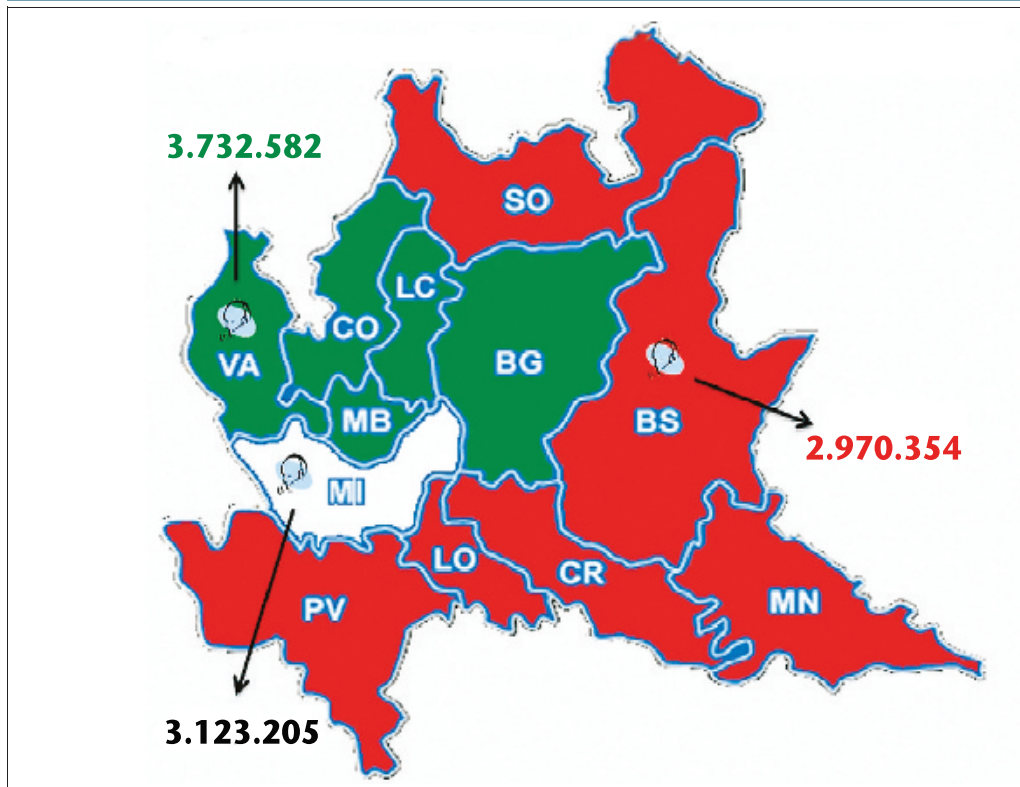 3.732.582
SO
LC
CO
VA
BG
MB
BS
2.970.354
MI
LO
CR
PV
MN
3.123.205